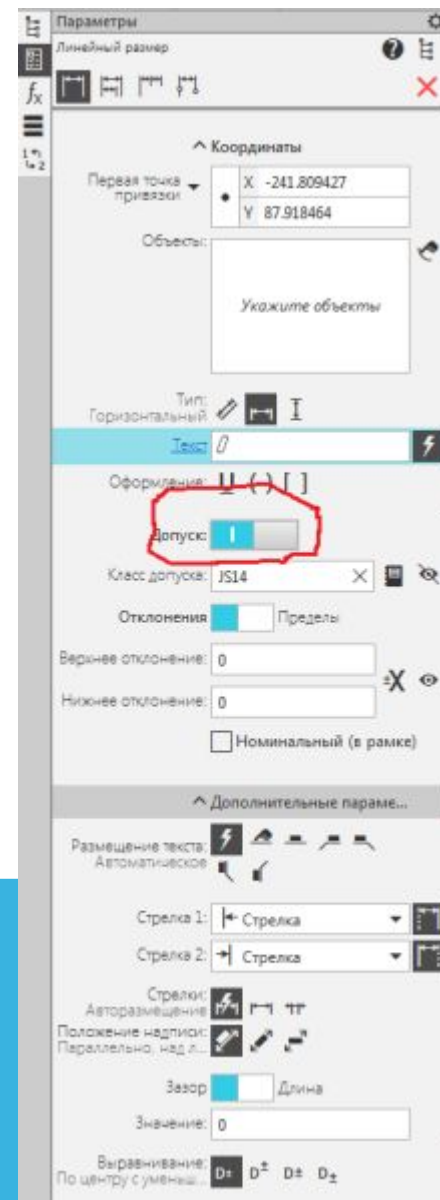 Параметры
Линейный размер
Координаты
Первая точка привязки
X -241.809427
Y 87.918464
Объекты:
Укажите объекты
Тип:
Горизонтальный
Текст
Оформление:
Допуск:
Класс допуска: JS14
Отклонения Пределы
Верхнее отклонение: 0
Нижнее отклонение: 0
Номинальный (в рамке)
Дополнительные параме...
Размещение текста:
Автоматическое
Стрелка 1: Стрелка
Стрелка 2: Стрелка
Стрелки:
Авторазмещение
Положение надписи:
Параллельно, над л...
Зазор Длина
Значение: 0
Выравнивание:
По центру с уменьш...
D± D± D± D±